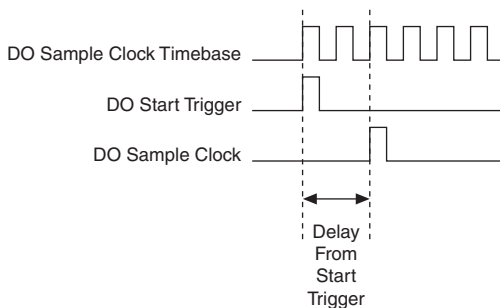 DO Sample Clock Timebase
DO Start Trigger
DO Sample Clock
Delay
From
Start
Trigger